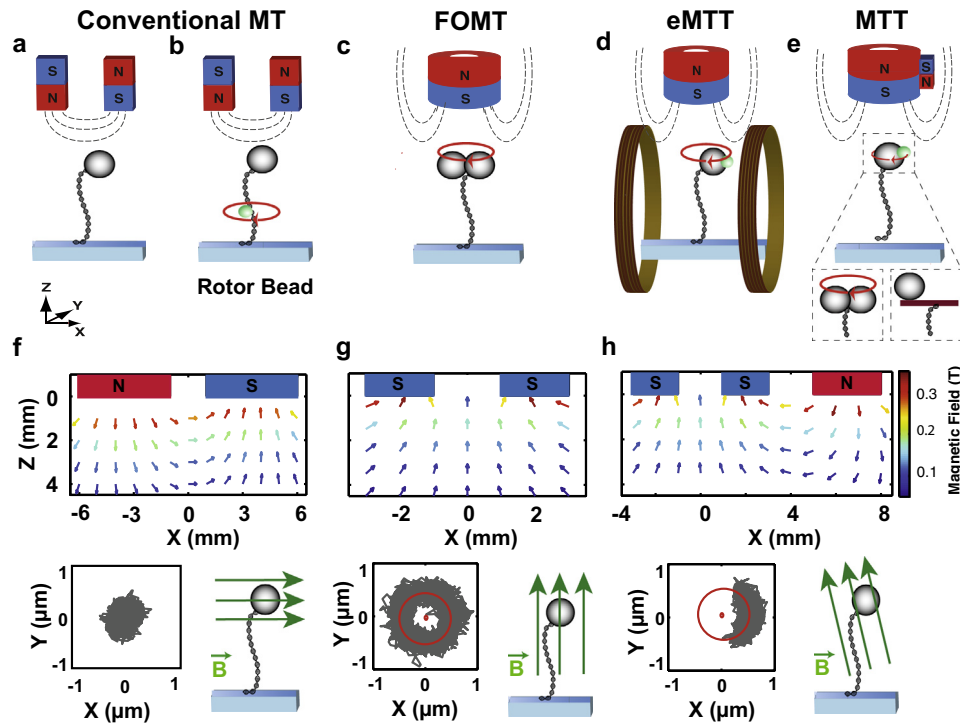 Conventional MT
FOMT
eMTT
MTT
a
b
c
d
e
S
N
N
S
S
N
N
S
N
S
N
S
N
S
S
N
Rotor Bead
Z
Y
X
f
g
h
N
S
S
S
S
S
N
Z (mm)
0
2
4
-6
-3
0
3
6
X (mm)
-2
0
2
X (mm)
-4
0
4
8
X (mm)
0.3
0.2
0.1
Magnetic Field (T)
Y (µm)
1
0
-1
-1
0
1
X (µm)
B
Y (µm)
1
0
-1
-1
0
1
X (µm)
B
Y (µm)
1
0
-1
-1
0
1
X (µm)
B